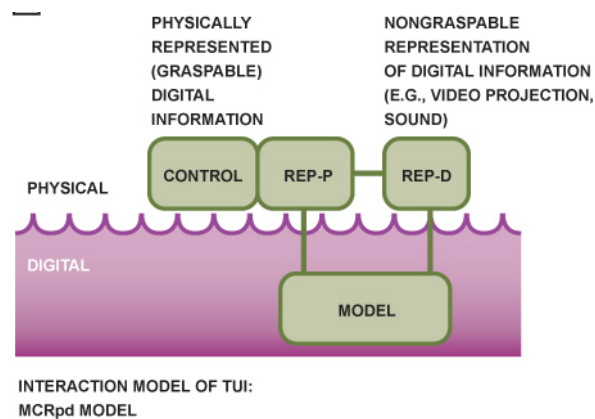 PHYSICALLY
REPRESENTED
(GRASPABLE)
DIGITAL
INFORMATION
NONGRASPABLE
REPRESENTATION
OF DIGITAL INFORMATION
(E.G., VIDEO PROJECTION,
SOUND)
CONTROL
REP-P
REP-D
PHYSICAL
DIGITAL
MODEL
INTERACTION MODEL OF TUI:
MCRpd MODEL